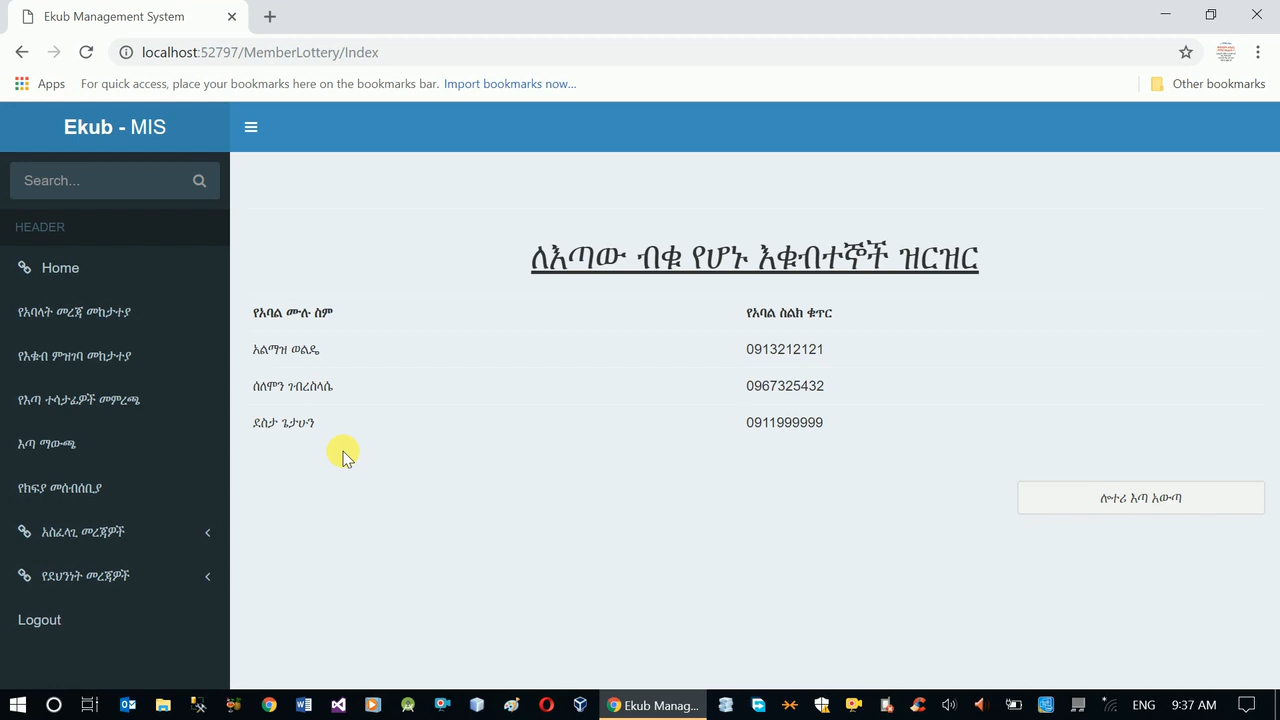 Ekub Management System
localhost:52797/MemberLottery/Index
Apps For quick access, place your bookmarks here on the bookmarks bar. Import bookmarks now... Other bookmarks
Ekub - MIS
Search...
HEADER
Home
የአባላት መረጃ መከታተያ
የእቁብ ምዝገባ መከታተያ
የእጣ ተሳታፊዎች መምረጫ
እጣ ማውጫ
የክፍያ መሰብሰቢያ
አስፈላጊ መረጃዎች
የደህንነት መረጃዎች
Logout
ለእጣው ብቁ የሆኑ እቁብተኞች ዝርዝር
የአባል ሙሉ ስም የአባል ስልክ ቁጥር
አልማዝ ወልዴ 0913212121
ሰለሞን ገብረስላሴ 0967325432
ደስታ ጌታሁን 0911999999
ሎተሪ እጣ አውጣ
Ekub Manag...
ENG 9:37 AM